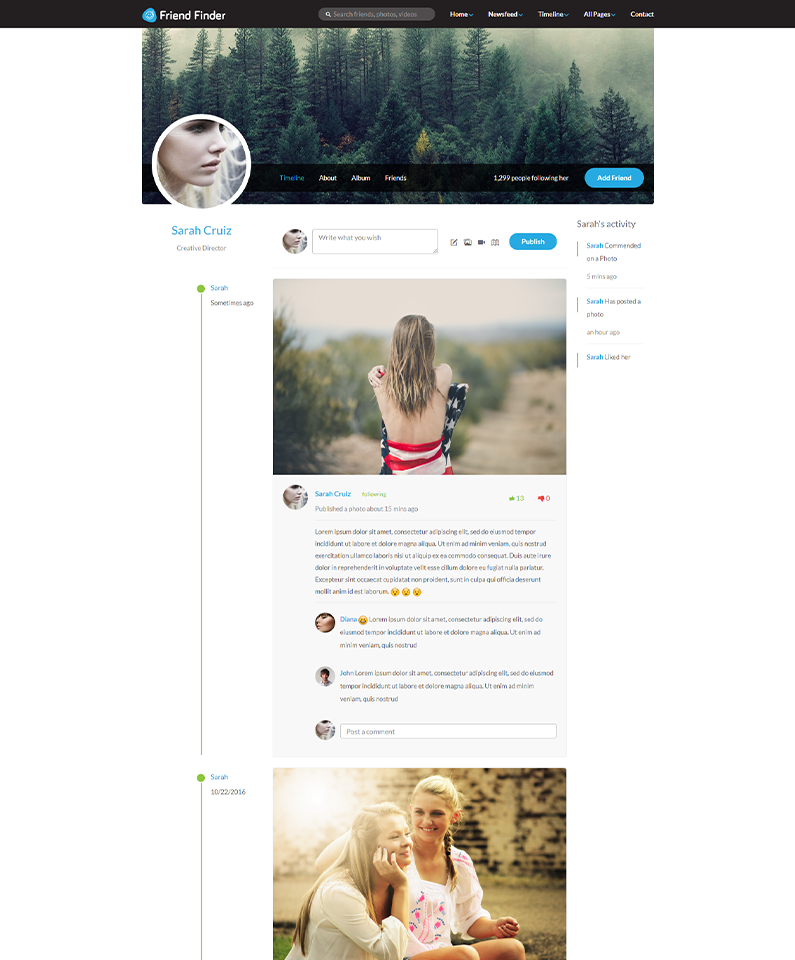 Friend Finder
Search friends, photos, videos
Home
Newsfeed
Timeline
All Pages
Contact
Timeline
About
Album
Friends
1,299 people following her
Add Friend
Sarah Cruiz
Creative Director
Write what you wish
Publish
Sarah's activity
Sarah Commended
on a Photo
5 mins ago
Sarah Has posted a
photo
an hour ago
Sarah Liked her
Sarah
Sometimes ago
Sarah Cruiz
following
13
0
Published a photo about 15 mins ago
Lorem ipsum dolor sit amet, consectetur adipiscing elit, sed do eiusmod tempor
incididunt ut labore et dolore magna aliqua. Ut enim ad minim veniam, quis nostrud
exercitation ullamco laboris nisi ut aliquip ex ea commodo consequat. Duis aute irure
dolor in reprehenderit in voluptate velit esse cillum dolore eu fugiat nulla pariatur.
Excepteur sint occaecat cupidatat non proident, sunt in culpa qui officia deserunt
mollit anim id est laborum. 😧 😧 😧
Diana 😂 Lorem ipsum dolor sit amet, consectetur adipiscing elit, sed do
eiusmod tempor incididunt ut labore et dolore magna aliqua. Ut enim ad
minim veniam, quis nostrud
John Lorem ipsum dolor sit amet, consectetur adipiscing elit, sed do eiusmod
tempor incididunt ut labore et dolore magna aliqua. Ut enim ad minim
veniam, quis nostrud
Post a comment
Sarah
10/22/2016